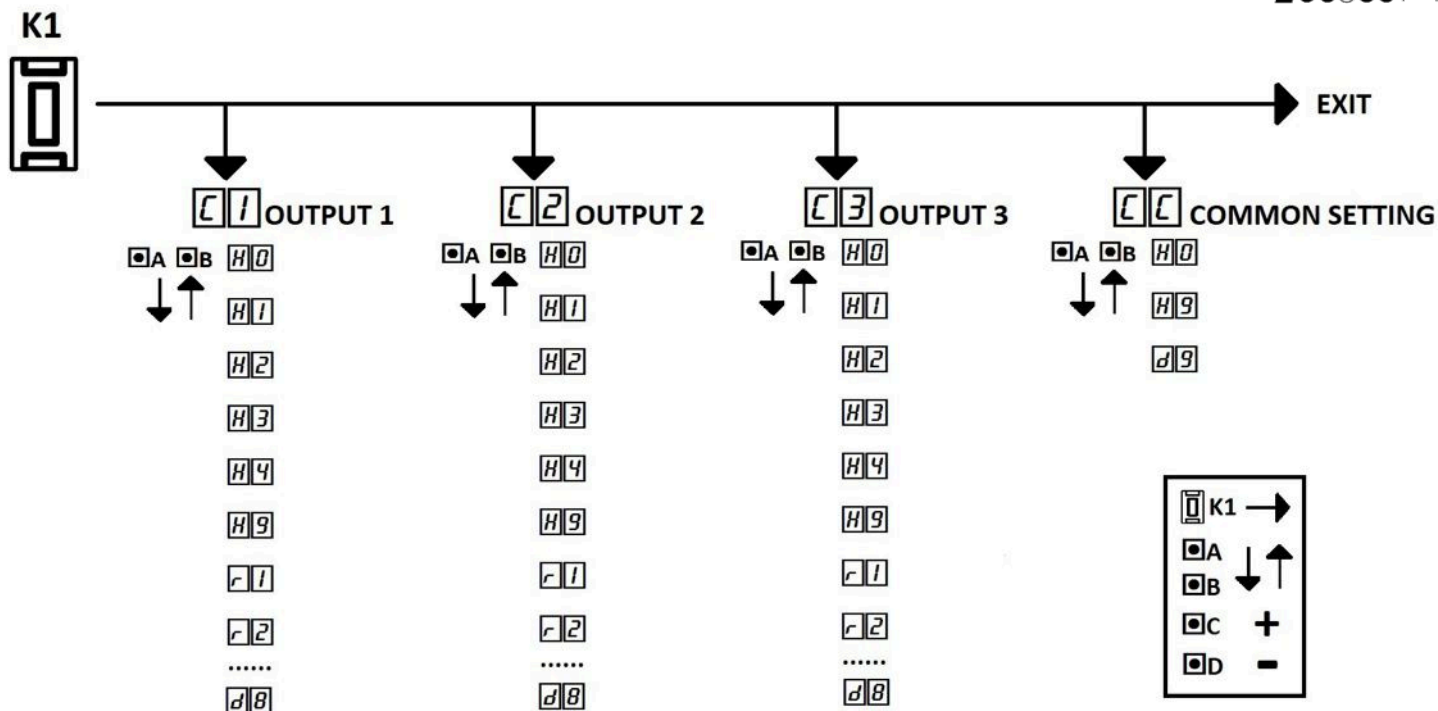 K1
EXIT
C1 OUTPUT 1
C2 OUTPUT 2
C3 OUTPUT 3
CC COMMON SETTING
A B H0
A B H0
A B H0
A B H0
H1
H1
H1
H9
H2
H2
H2
d9
H3
H3
H3
H4
H4
H4
H9
H9
H9
r1
r1
r1
r2
r2
r2
......
......
......
d8
d8
d8
K1
A
B
C +
D -